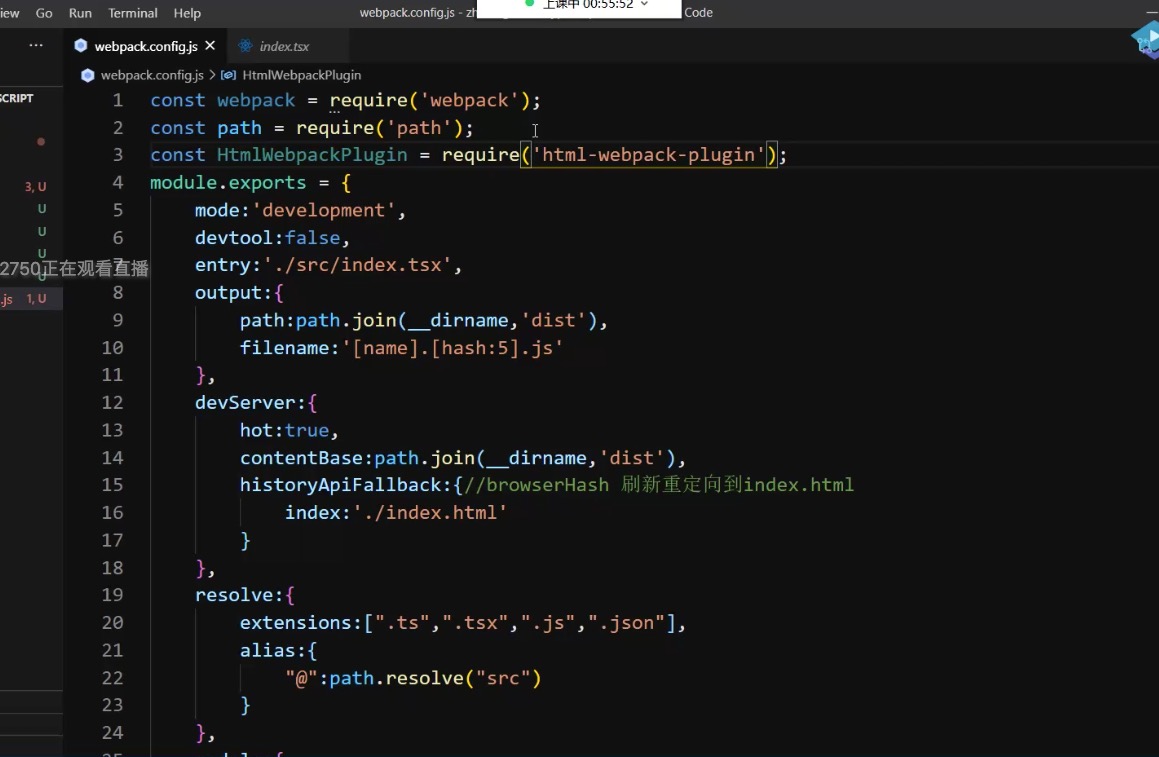 iew Go Run Terminal Help webpack.config.js - zh Code
上课中 00:55:52
webpack.config.js index.tsx
webpack.config.js > HtmlWebpackPlugin
SCRIPT
3, U
U
U
U
2750正在观看直播
.js 1, U
1 const webpack = require('webpack');
2 const path = require('path');
3 const HtmlWebpackPlugin = require('html-webpack-plugin');
4 module.exports = {
5 mode:'development',
6 devtool:false,
7 entry:'./src/index.tsx',
8 output:{
9 path:path.join(__dirname,'dist'),
10 filename:'[name].[hash:5].js'
11 },
12 devServer:{
13 hot:true,
14 contentBase:path.join(__dirname,'dist'),
15 historyApiFallback:{//browserHash 刷新重定向到index.html
16 index:'./index.html'
17 }
18 },
19 resolve:{
20 extensions:[".ts",".tsx",".js",".json"],
21 alias:{
22 "@":path.resolve("src")
23 }
24 },